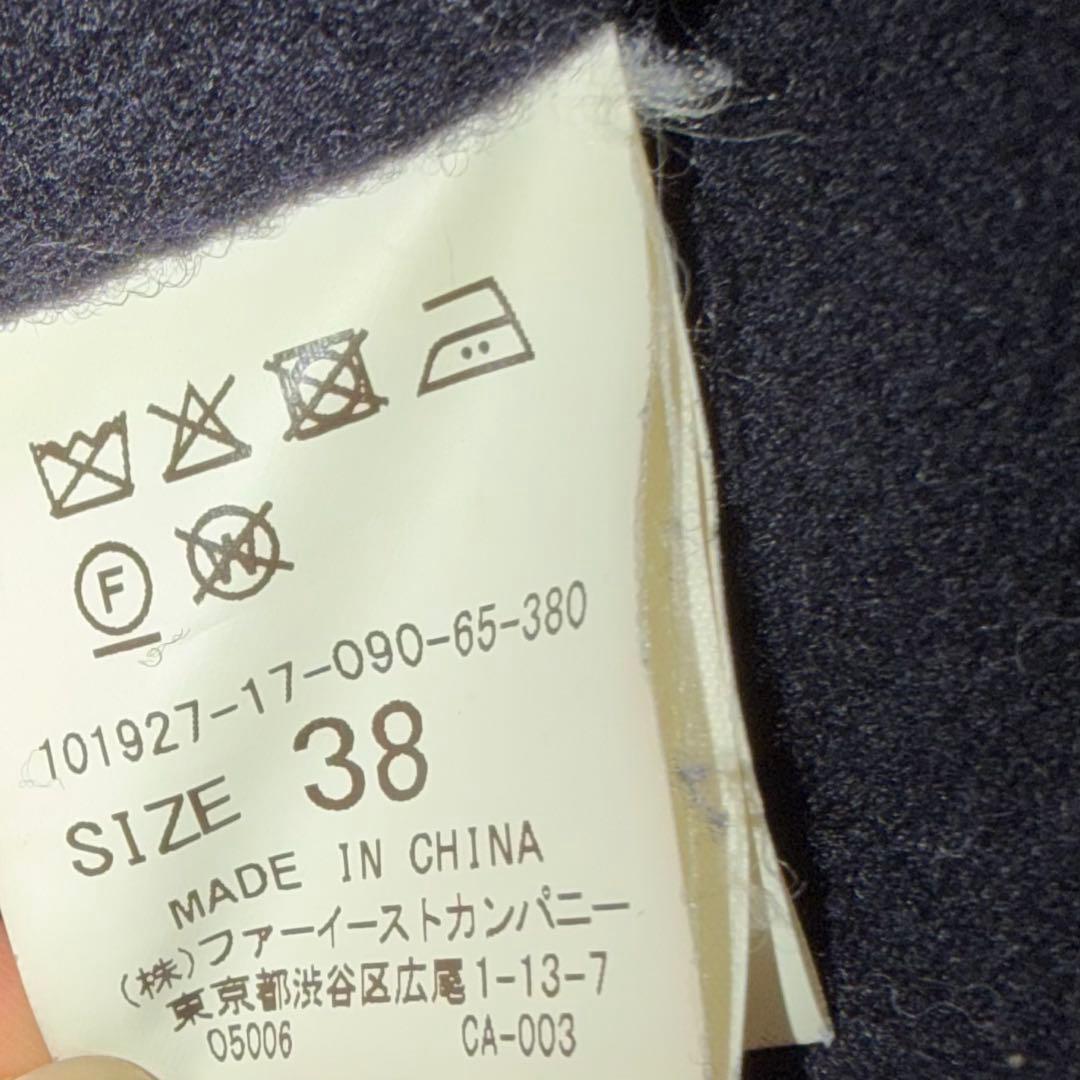 F
W
101927-17-090-65-380
SIZE 38
MADE IN CHINA
(株)ファーイーストカンパニー
東京都渋谷区広尾1-13-7
05006 CA-003